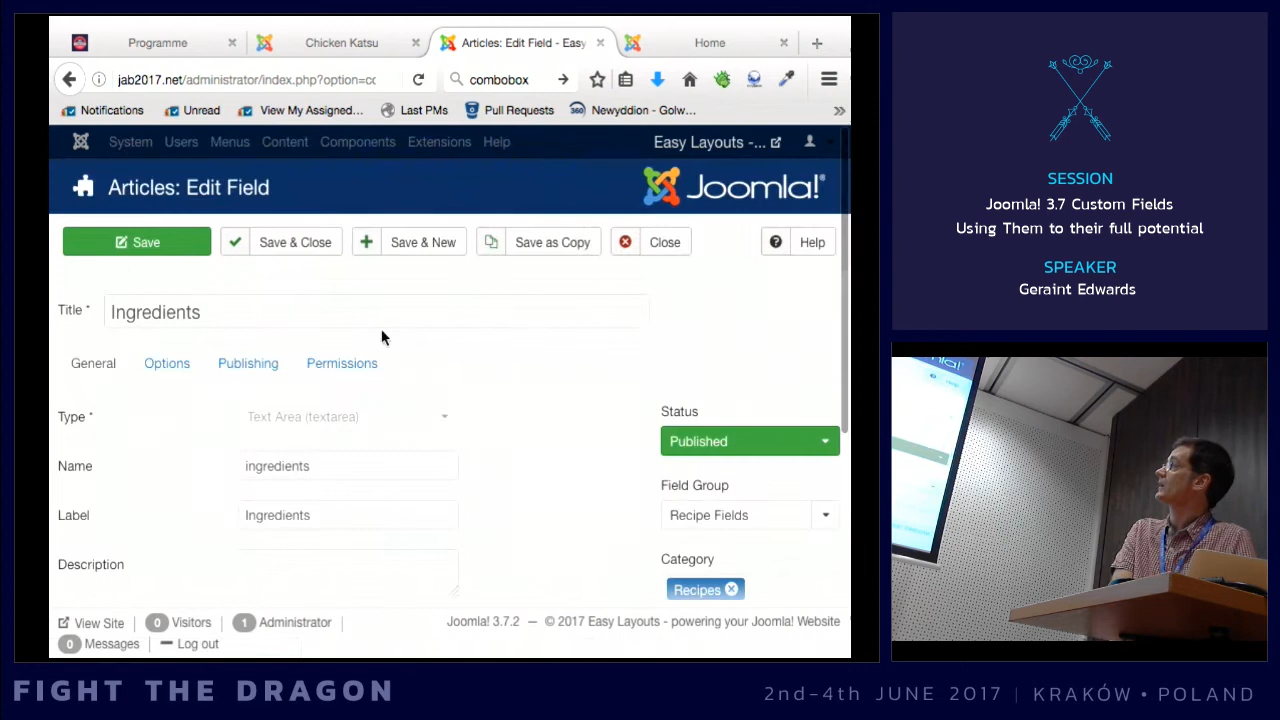 Programme
Chicken Katsu
Articles: Edit Field - Easy
Home
jab2017.net/administrator/index.php?option=cc
combobox
Notifications
Unread
View My Assigned...
Last PMs
Pull Requests
360
Newyddion - Golw...
System
Users
Menus
Content
Components
Extensions
Help
Easy Layouts -...
Articles: Edit Field
Joomla!®
Save
Save & Close
Save & New
Save as Copy
Close
Help
Title *
Ingredients
General
Options
Publishing
Permissions
Type *
Text Area (textarea)
Name
ingredients
Label
Ingredients
Description
Status
Published
Field Group
Recipe Fields
Category
Recipes
View Site
0 Visitors
1 Administrator
0 Messages
Log out
Joomla! 3.7.2 — © 2017 Easy Layouts - powering your Joomla! Website
SESSION
Joomla! 3.7 Custom Fields
Using Them to their full potential
SPEAKER
Geraint Edwards
FIGHT THE DRAGON
2nd-4th JUNE 2017 | KRAKÓW • POLAND